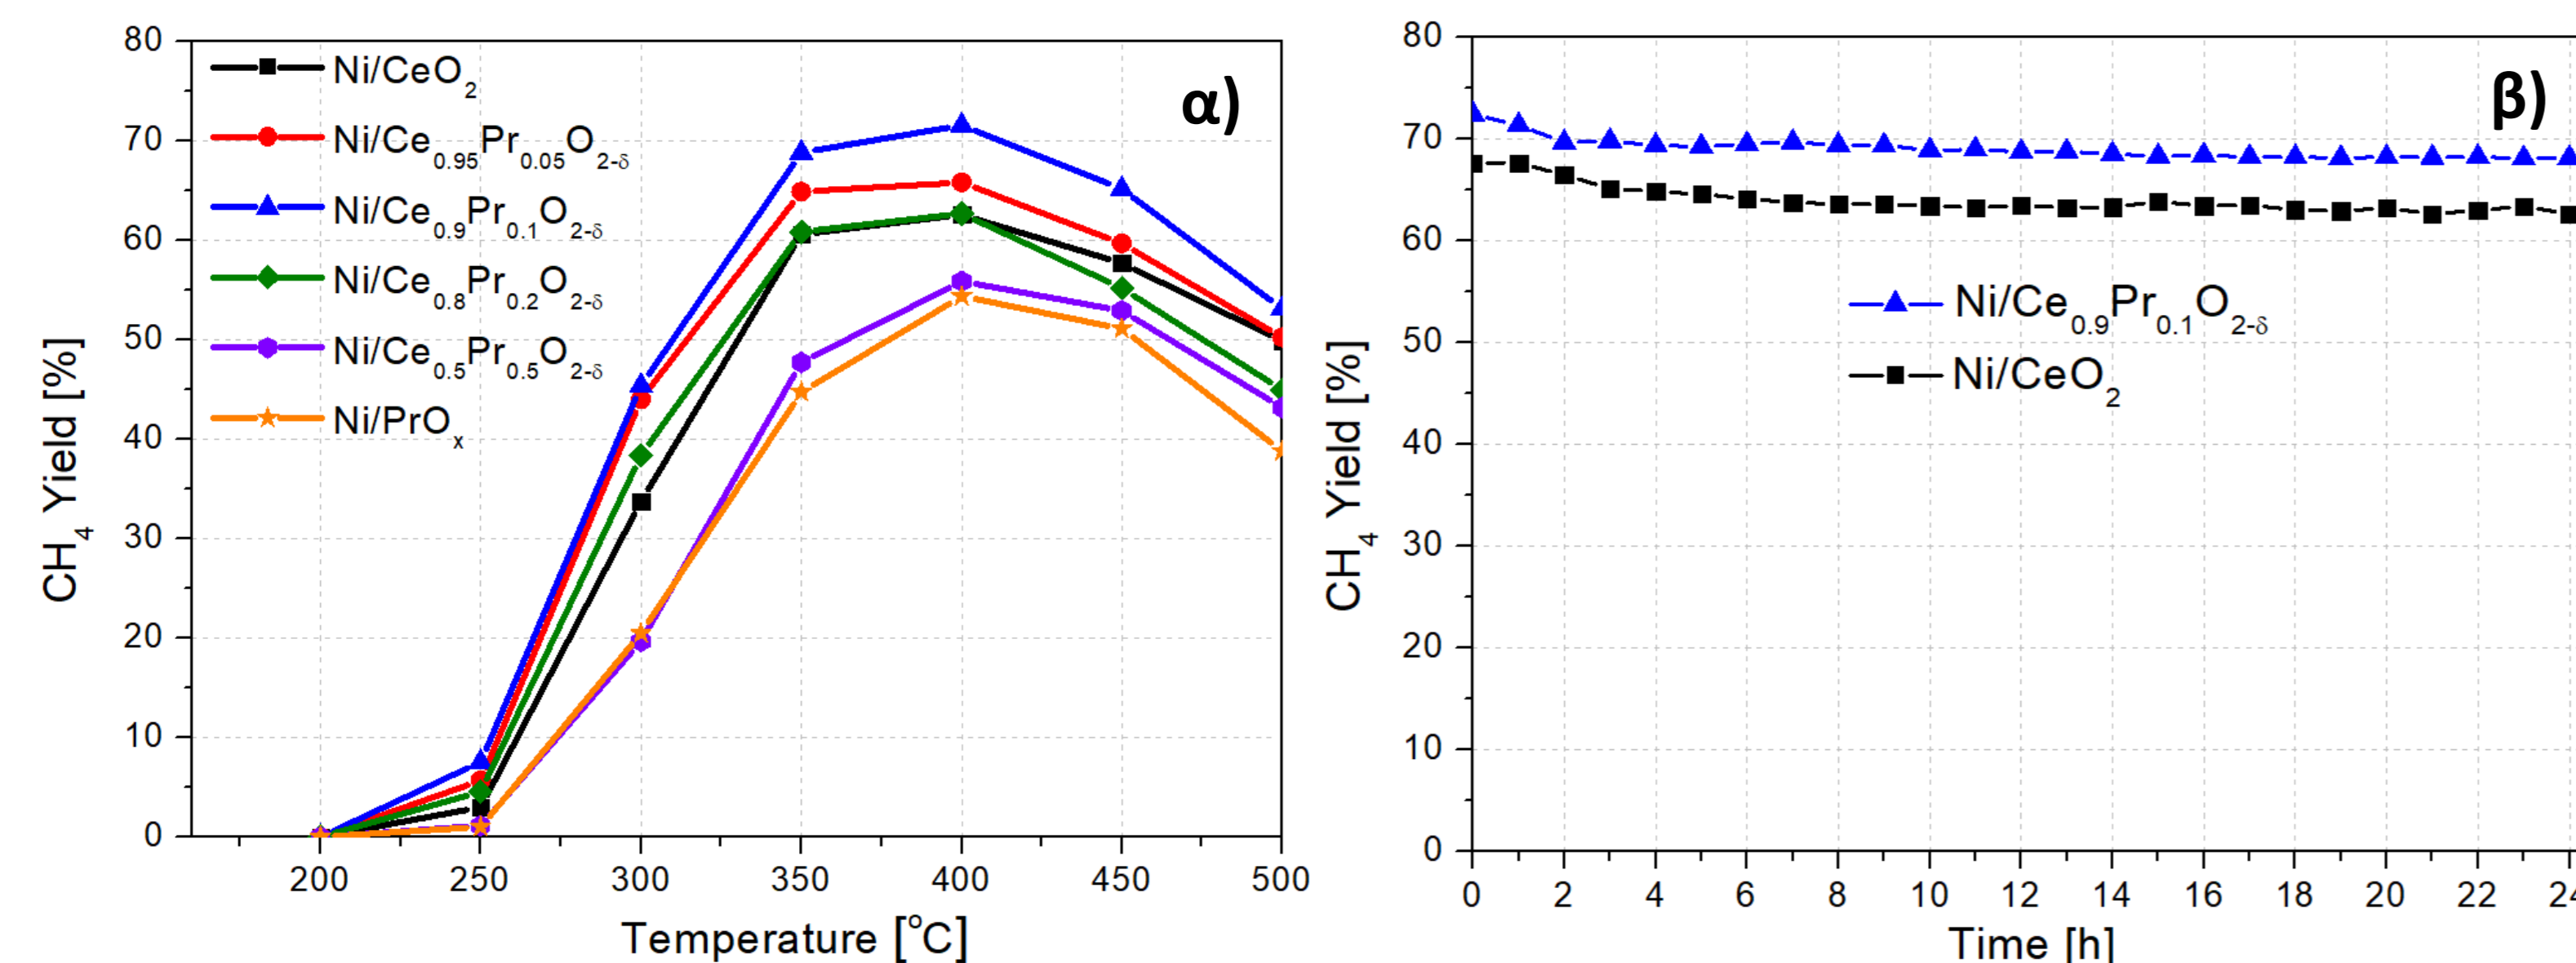 α)
80
70
60
50
40
30
20
10
0
CH₄ Yield [%]
Ni/CeO₂
Ni/Ce₀.₉₅Pr₀.₀₅O₂₋δ
Ni/Ce₀.₉Pr₀.₁O₂₋δ
Ni/Ce₀.₈Pr₀.₂O₂₋δ
Ni/Ce₀.₅Pr₀.₅O₂₋δ
Ni/PrOₓ
200 250 300 350 400 450 500
Temperature [°C]
β)
80
70
60
50
40
30
20
10
0
CH₄ Yield [%]
Ni/Ce₀.₉Pr₀.₁O₂₋δ
Ni/CeO₂
0 2 4 6 8 10 12 14 16 18 20 22
Time [h]